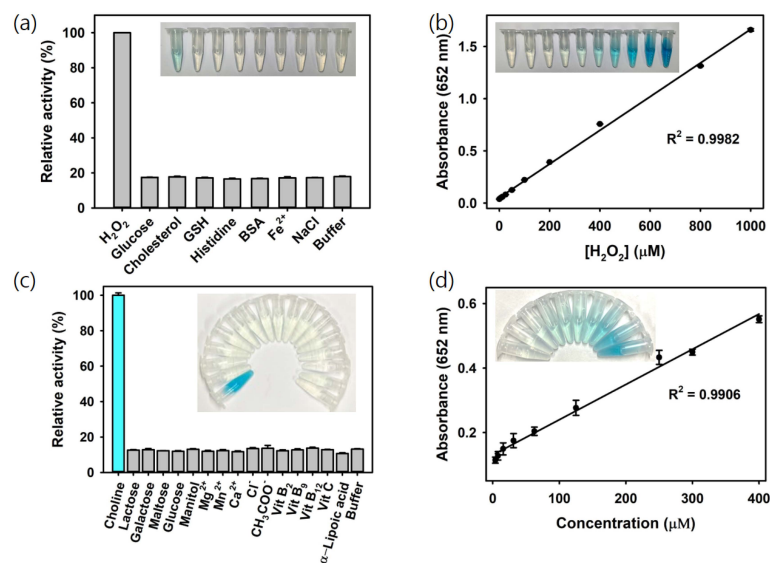 (a)
Relative activity (%)
100
80
60
40
20
0
H₂O₂
Glucose
Cholesterol
GSH
Histidine
BSA
Fe²⁺
NaCl
Buffer
(b)
Absorbance (652 nm)
1.5
1.0
0.5
0.0
R² = 0.9982
0 200 400 600 800 1000
[H₂O₂] (μM)
(c)
Relative activity (%)
100
80
60
40
20
0
Choline
Lactose
Galactose
Maltose
Glucose
Manitol
Mg²⁺
Mn²⁺
Ca²⁺
Cl⁻
CH₃COO⁻
Vit B₂
Vit B₉
Vit B₁₂
Vit C
α−Lipoic acid
Buffer
(d)
Absorbance (652 nm)
0.6
0.4
0.2
R² = 0.9906
0 100 200 300 400
Concentration (μM)